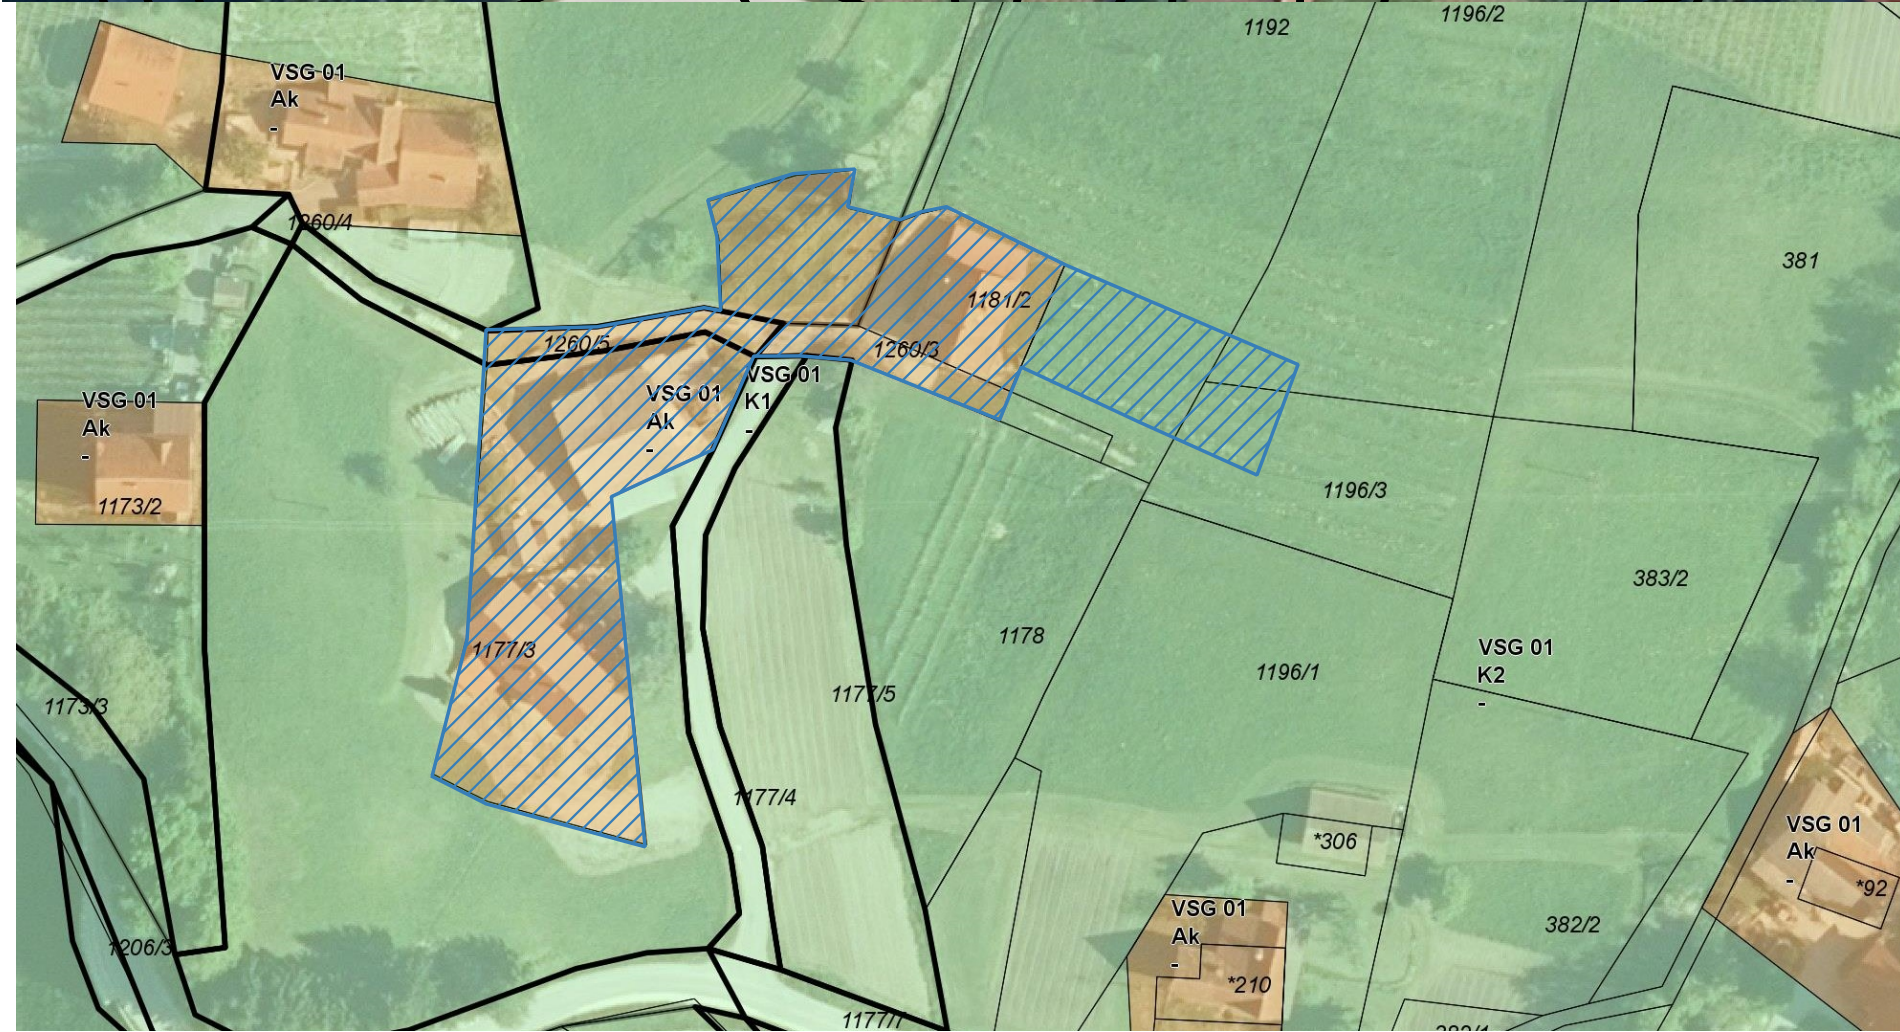 1192
1196/2
VSG 01
Ak
-
1260/4
381
1181/2
1260/5
1260/3
VSG 01
Ak
-
VSG 01
K1
-
VSG 01
Ak
-
1173/2
1196/3
383/2
1178
1177/3
VSG 01
K2
-
1196/1
1173/3
1177/5
1177/4
*306
VSG 01
Ak
-
*92
VSG 01
Ak
-
382/2
1206/3
*210